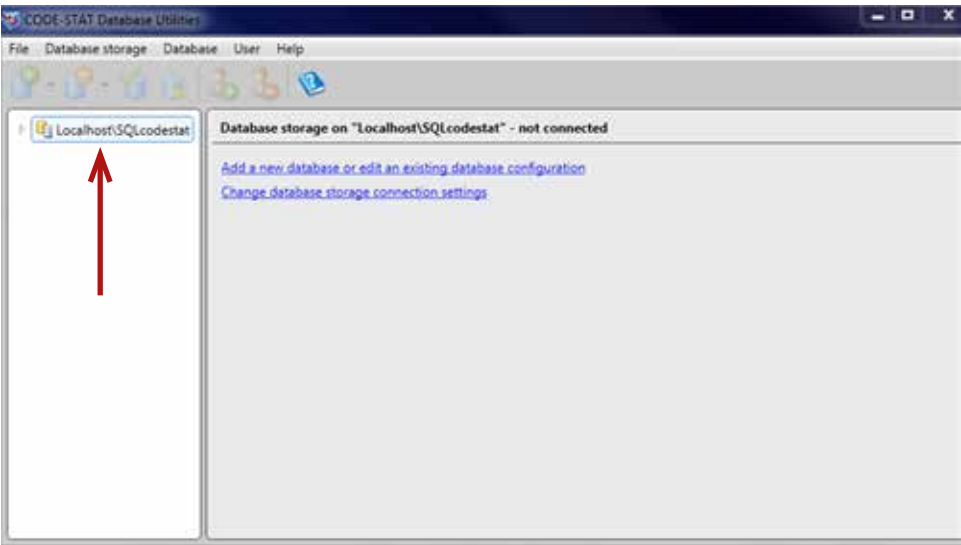 CODE-STAT Database Utilities
File Database storage Database User Help
Localhost\SQLcodestat
Database storage on "Localhost\SQLcodestat" - not connected
Add a new database or edit an existing database configuration
Change database storage connection settings